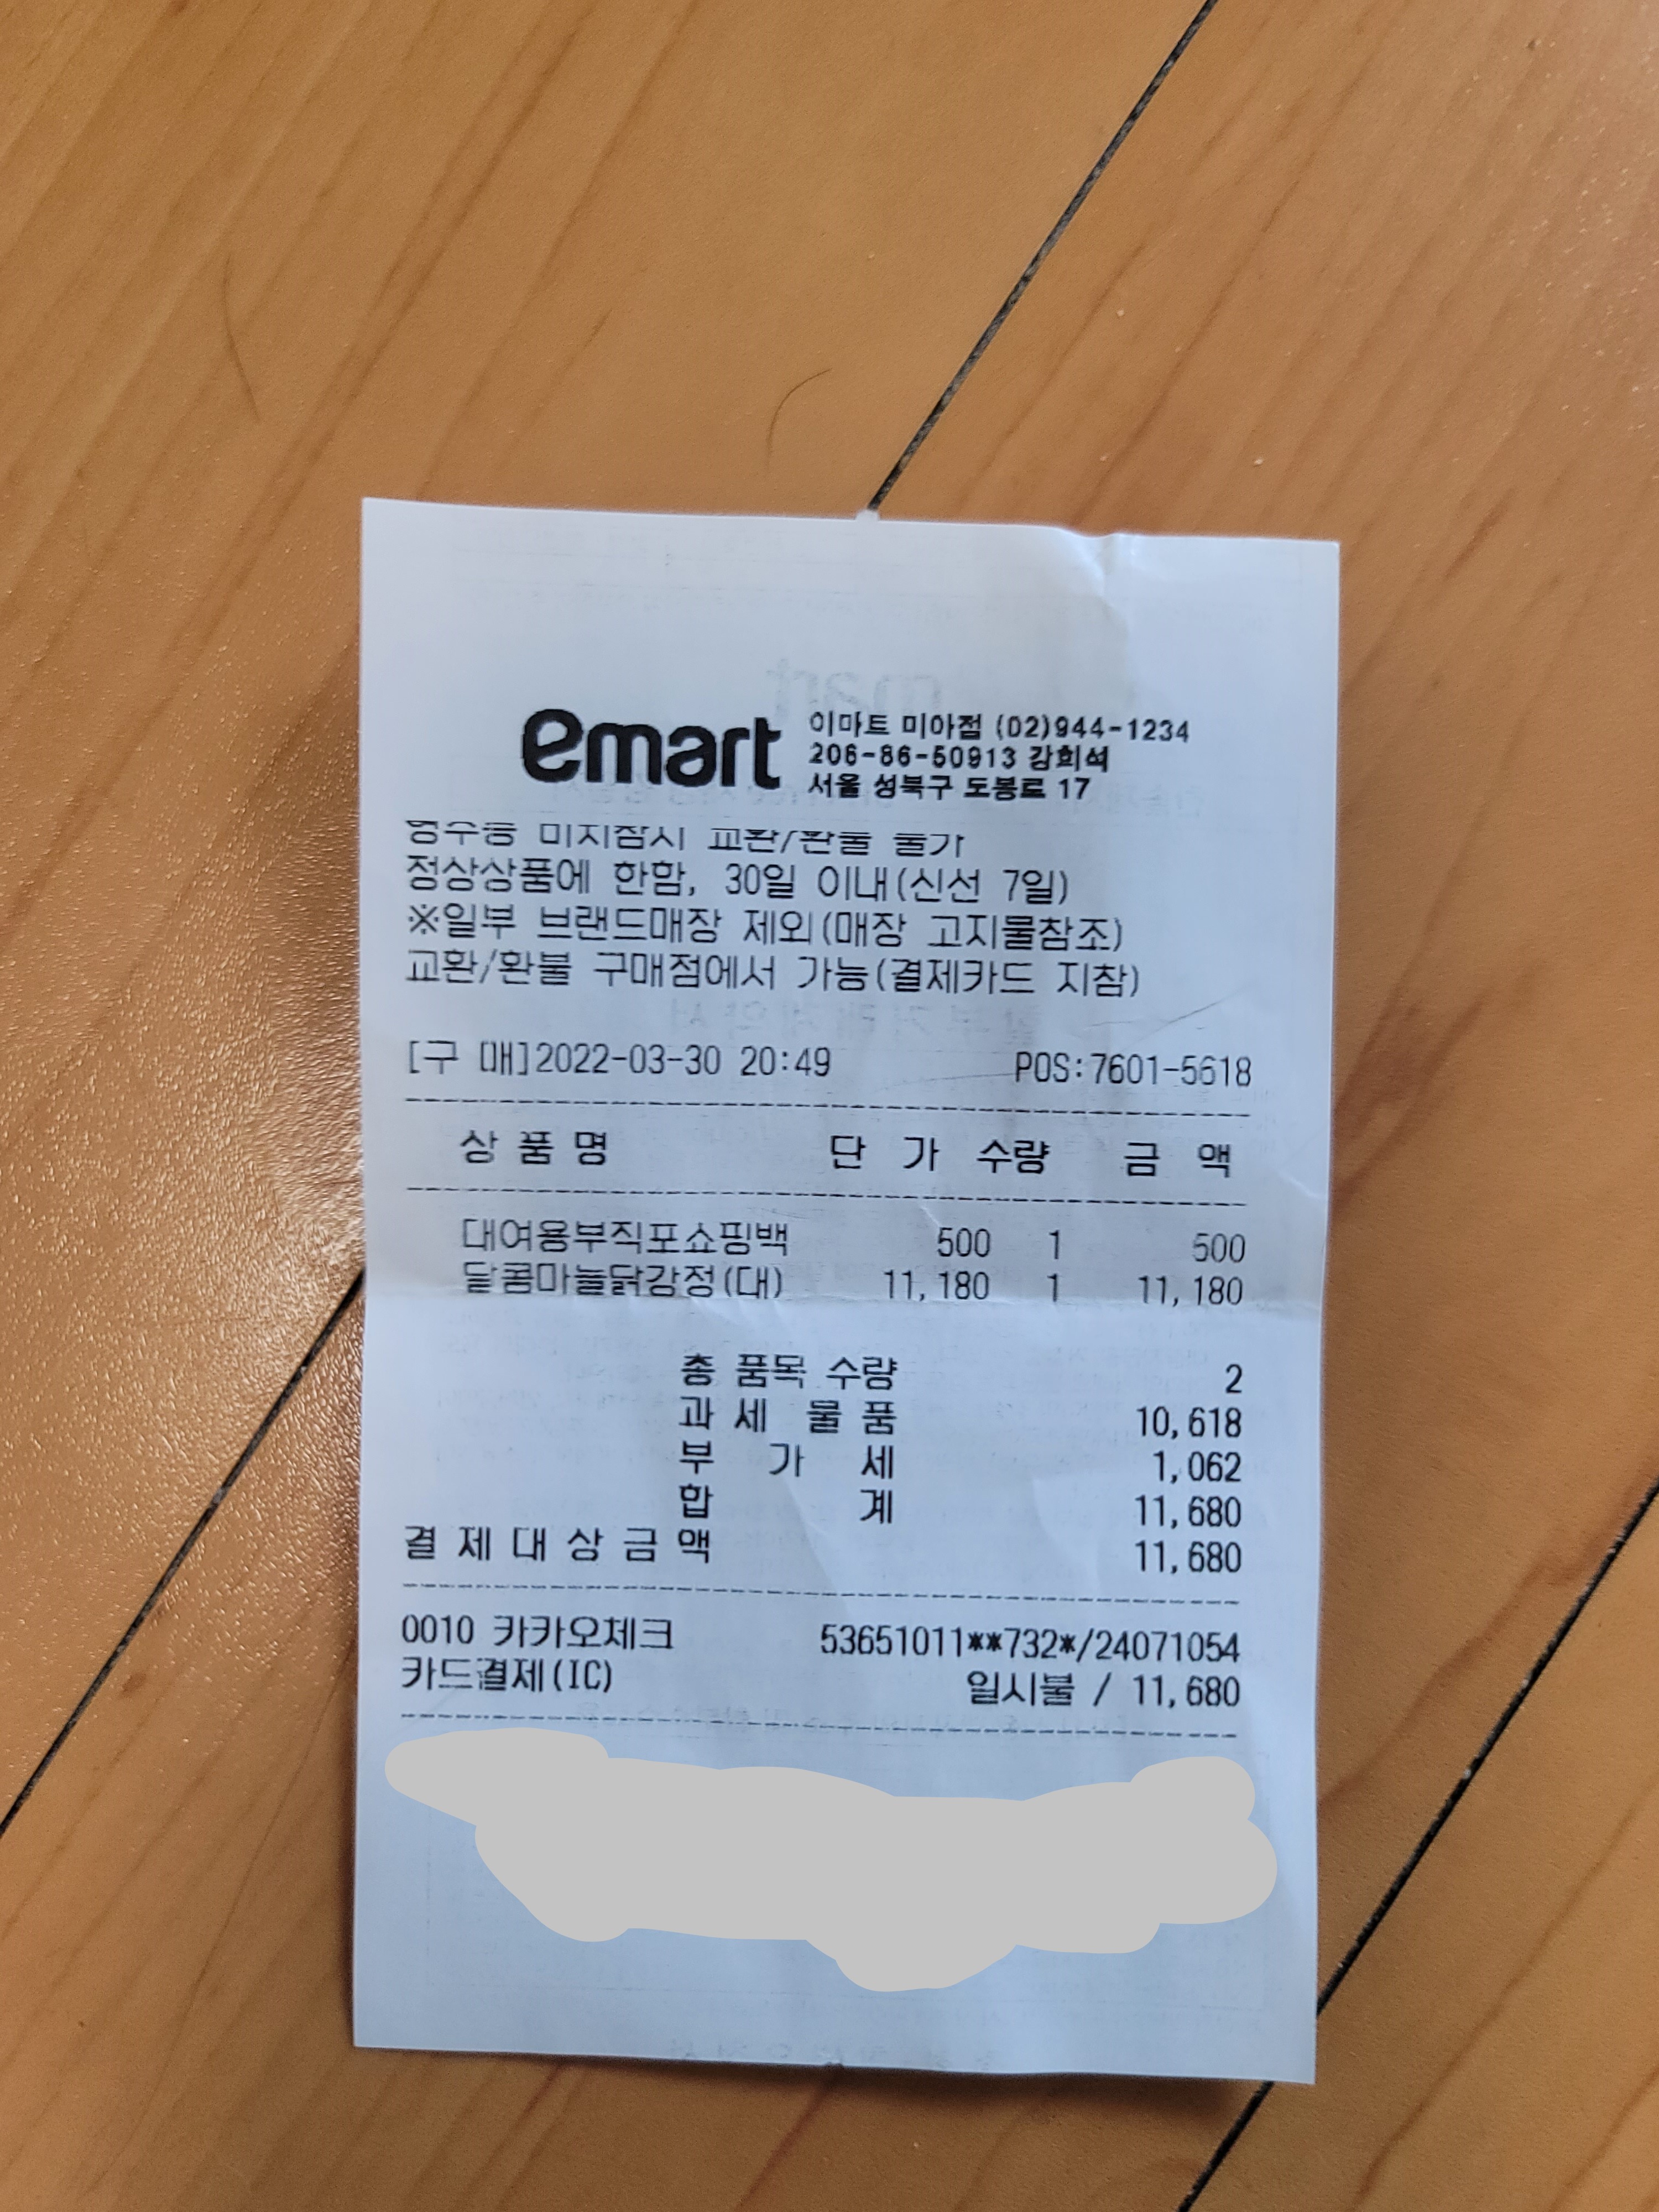 emart
이마트 미아점 (02)944-1234
206-86-50913 강희석
서울 성북구 도봉로 17
영수증 미지참시 교환/환불 불가
정상상품에 한함, 30일 이내(신선 7일)
※일부 브랜드매장 제외(매장 고지물참조)
교환/환불 구매점에서 가능(결제카드 지참)
[구 매]2022-03-30 20:49 POS:7601-5618
상 품 명 단 가 수량 금 액
대여용부직포쇼핑백 500 1 500
달콤마늘닭강정(대) 11,180 1 11,180
총 품목 수량 2
과 세 물 품 10,618
부 가 세 1,062
합 계 11,680
결 제 대 상 금 액 11,680
0010 카카오체크 53651011**732*/24071054
카드결제(IC) 일시불 / 11,680